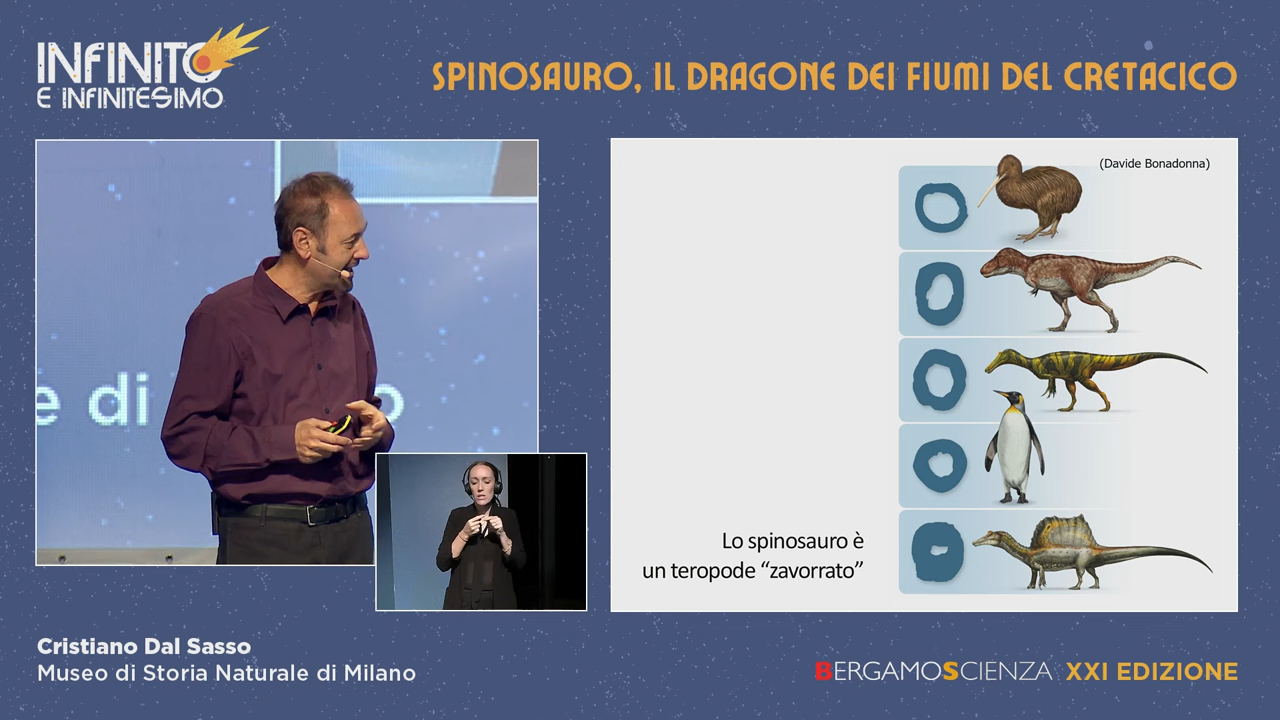 INFINITO
E INFINITESIMO
SPINOSAURO, IL DRAGONE DEI FIUMI DEL CRETACICO
(Davide Bonadonna)
e di
o
Lo spinosauro è
un teropode “zavorrato”
Cristiano Dal Sasso
Museo di Storia Naturale di Milano
BERGAMOSCIENZA XXI EDIZIONE